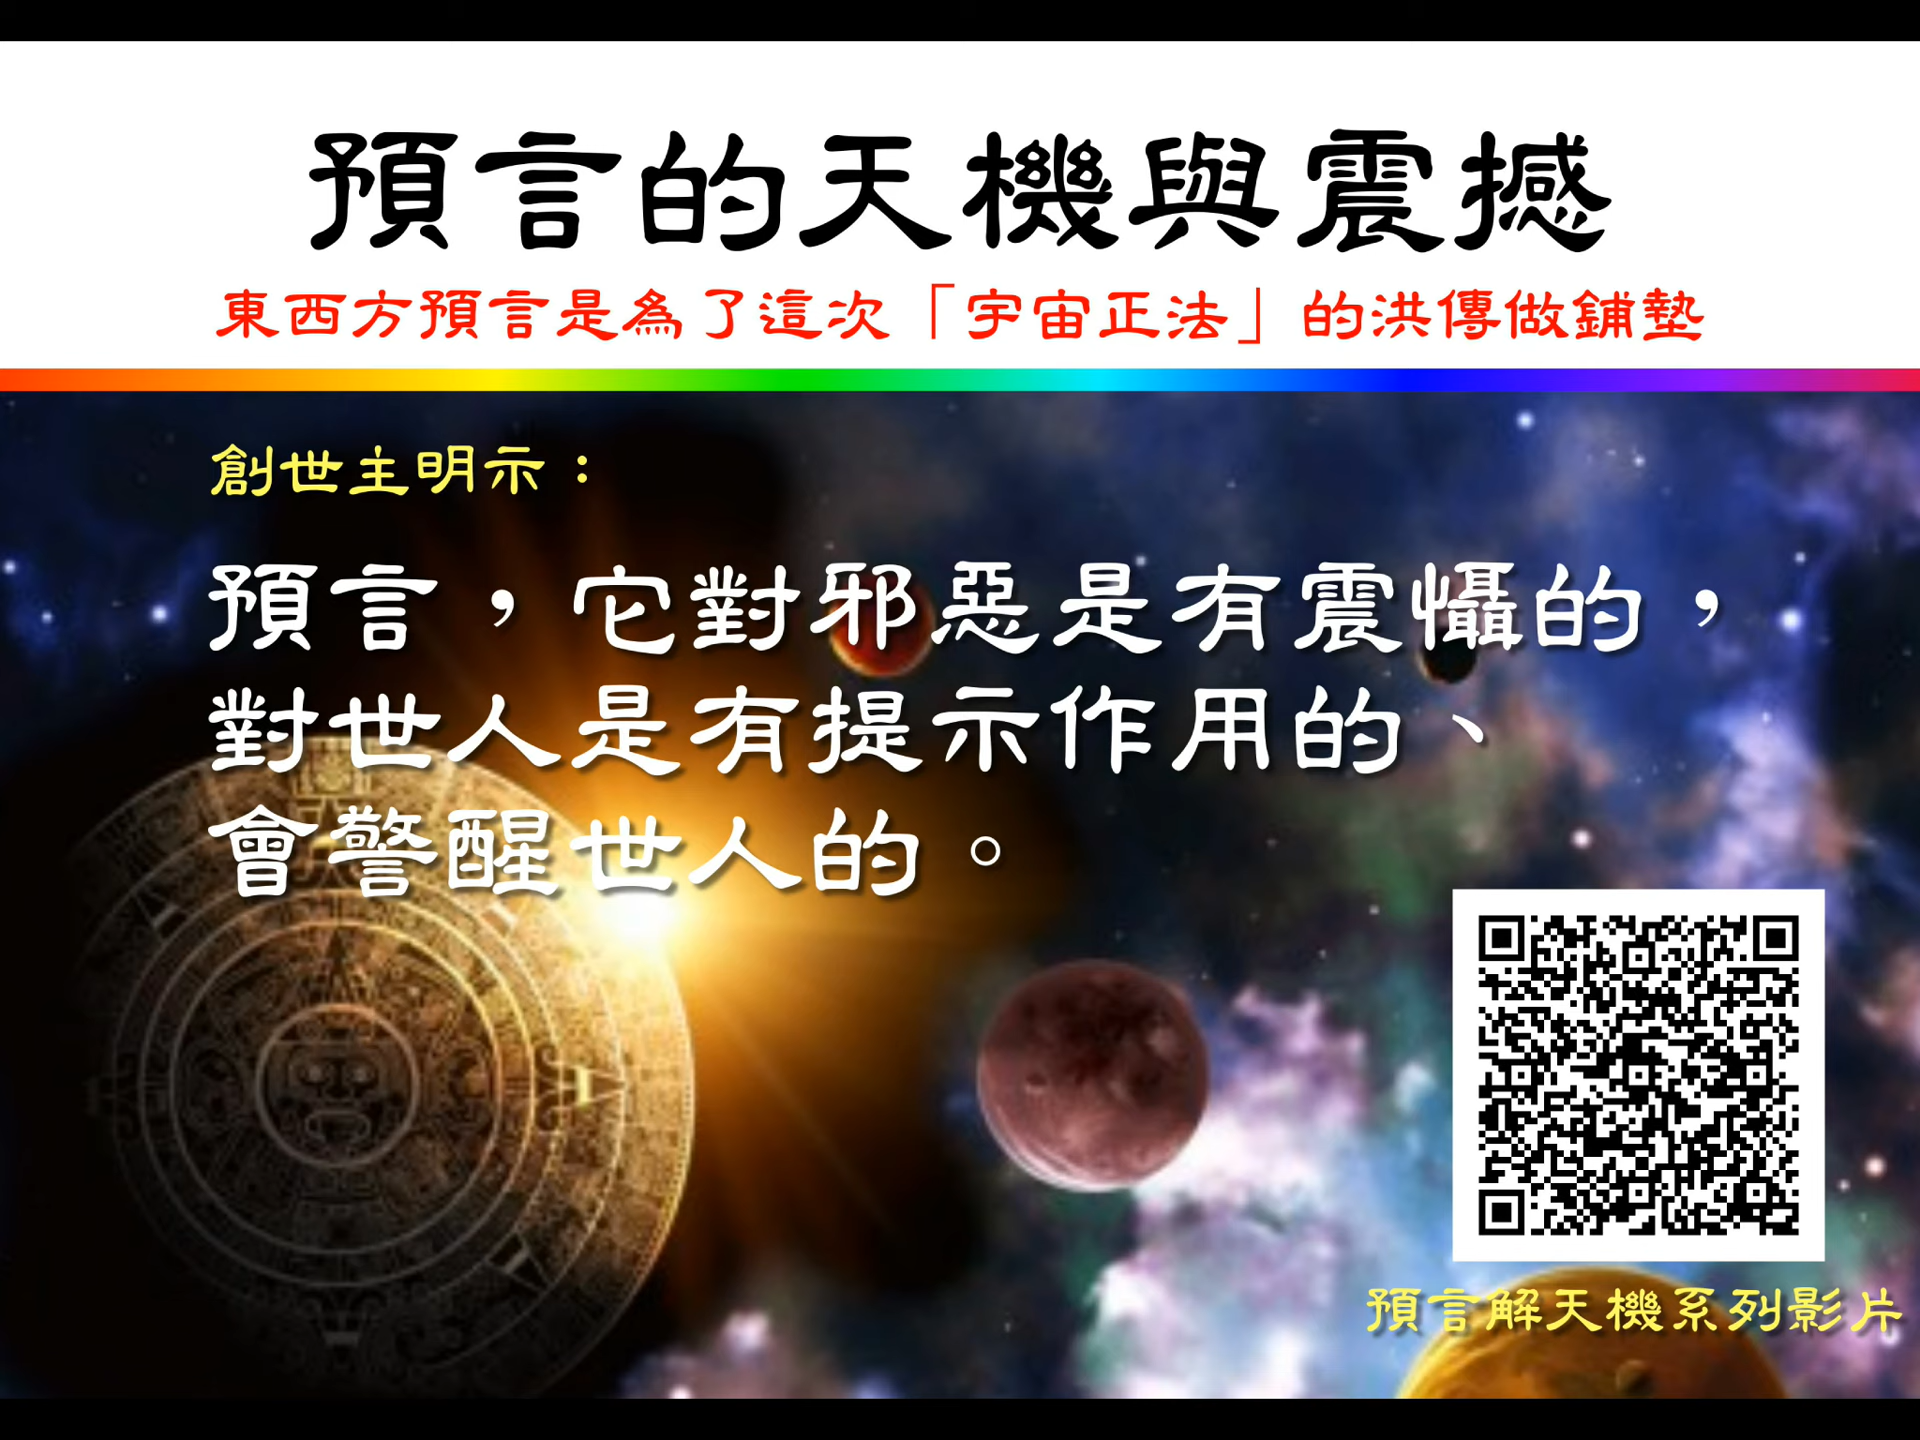 預言的天機與震撼
東西方預言是為了這次「宇宙正法」的洪傳做鋪墊
創世主明示：
預言，它對邪惡是有震懾的，
對世人是有提示作用的、
會警醒世人的。
預言解天機系列影片